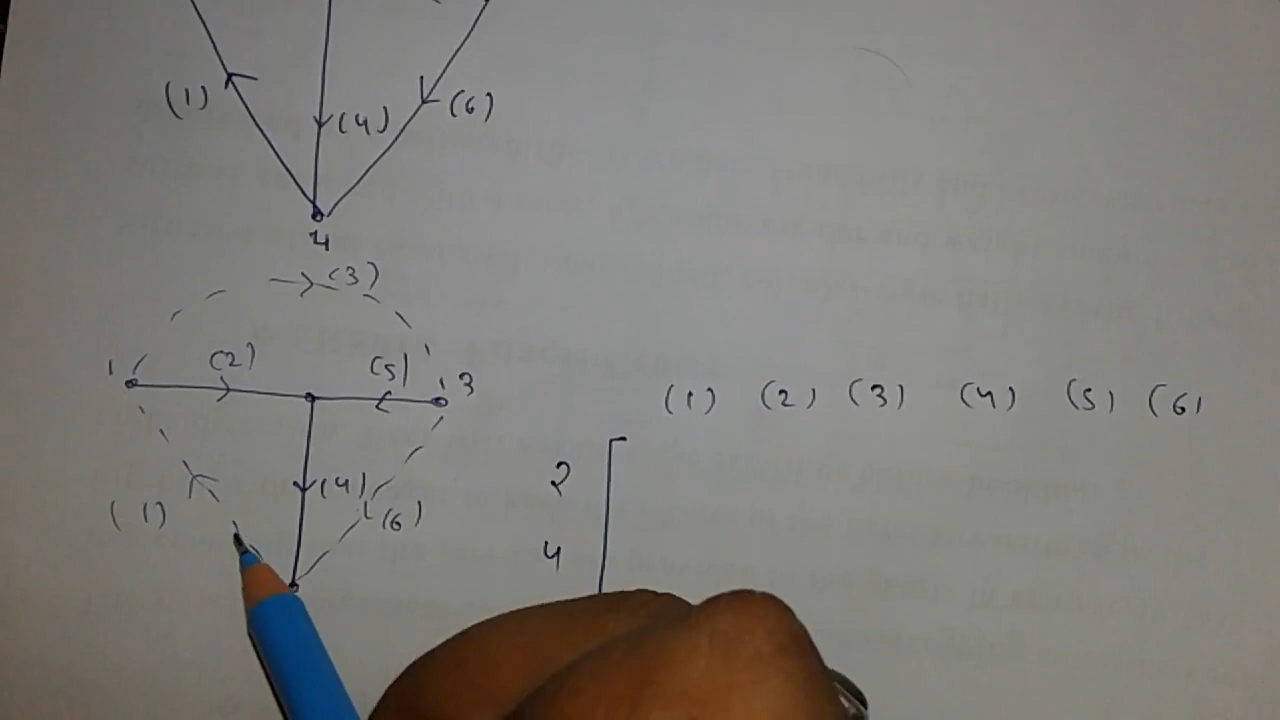 (1) (4) (6)
4
(3)
1 (2) (5) 3
(1) (2) (3) (4) (5) (6)
2
(1) (4) (6)
4